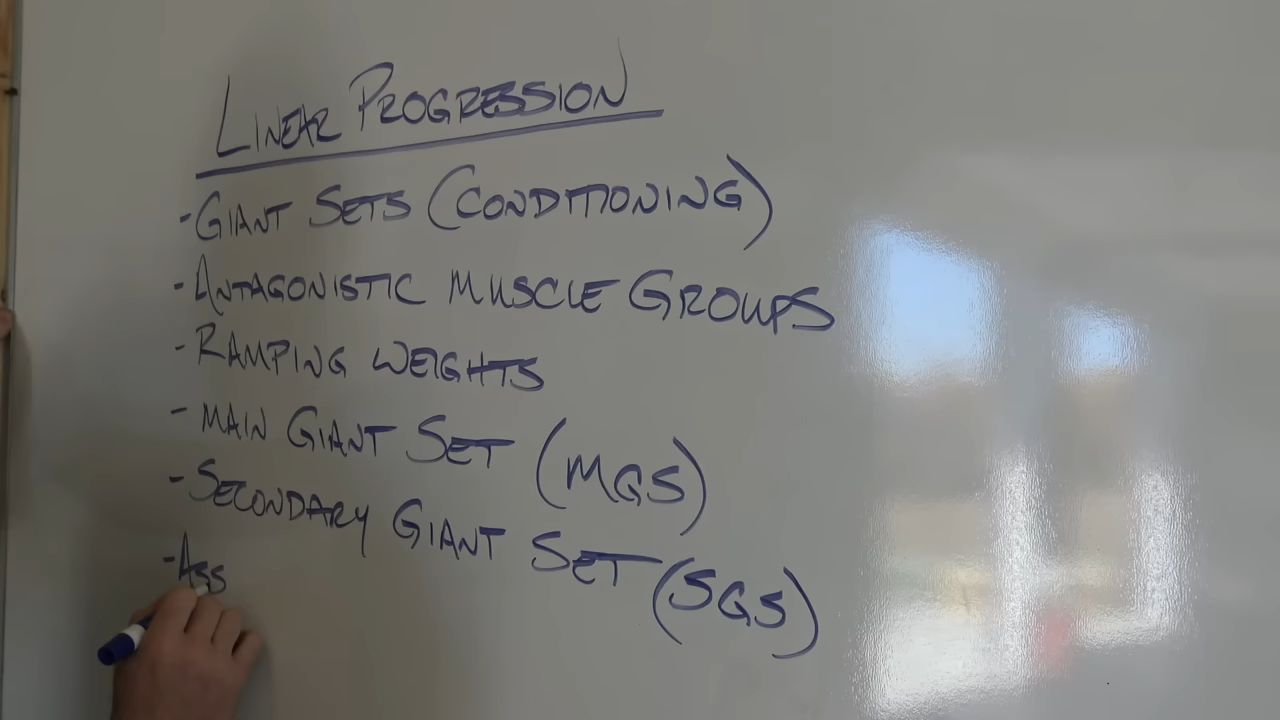 LINEAR PROGRESSION
-GIANT SETS (CONDITIONING)
-ANTAGONISTIC MUSCLE GROUPS
-RAMPING WEIGHTS
-MAIN GIANT SET (MGS)
-SECONDARY GIANT SET (SGS)
-ASS